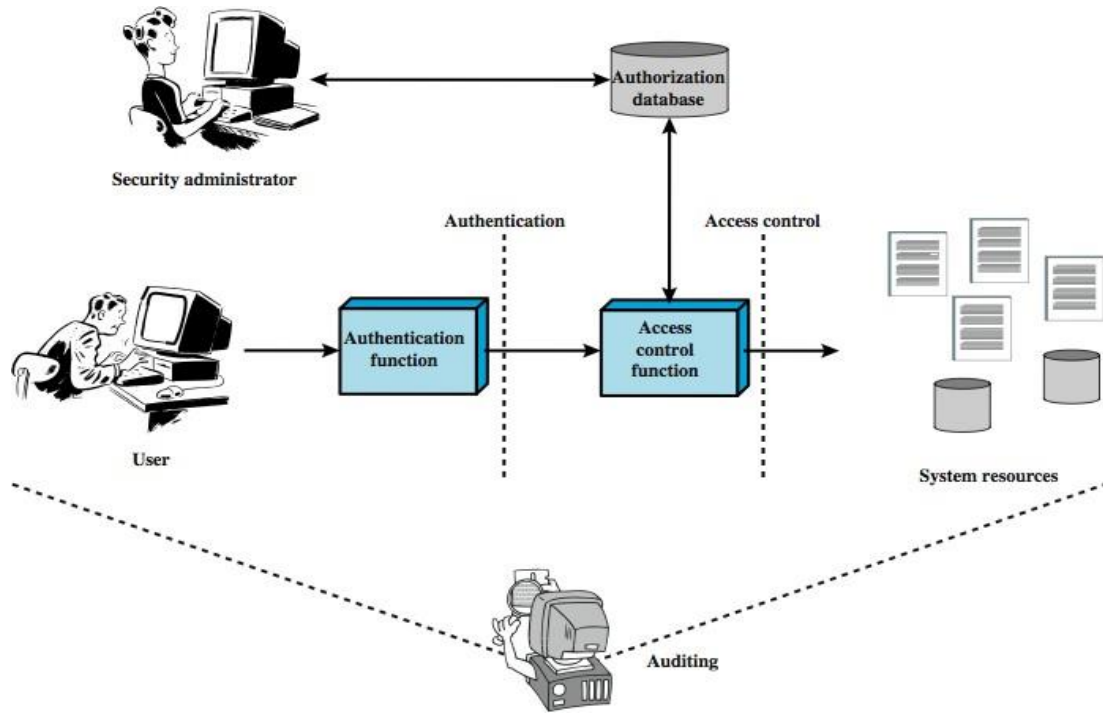 Authorization
database
Security administrator
Authentication
Access control
Authentication
function
Access
control
function
User
System resources
Auditing